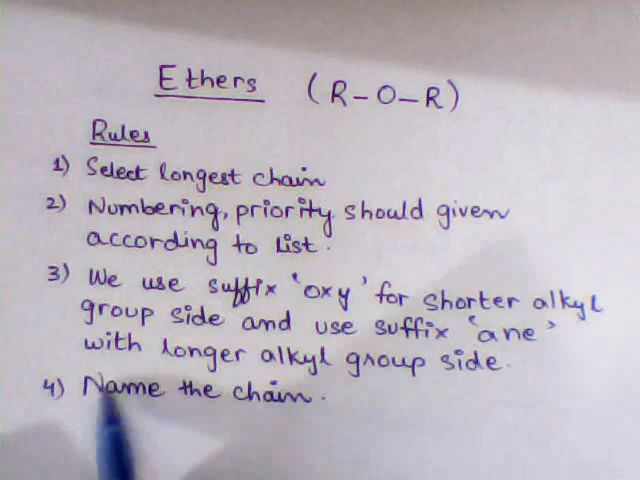 Ethers (R-O-R)
Rules
1) Select longest chain
2) Numbering, priority should given
according to list.
3) We use suffix 'oxy' for shorter alkyl
group side and use suffix 'ane'
with longer alkyl group side.
4) Name the chain.